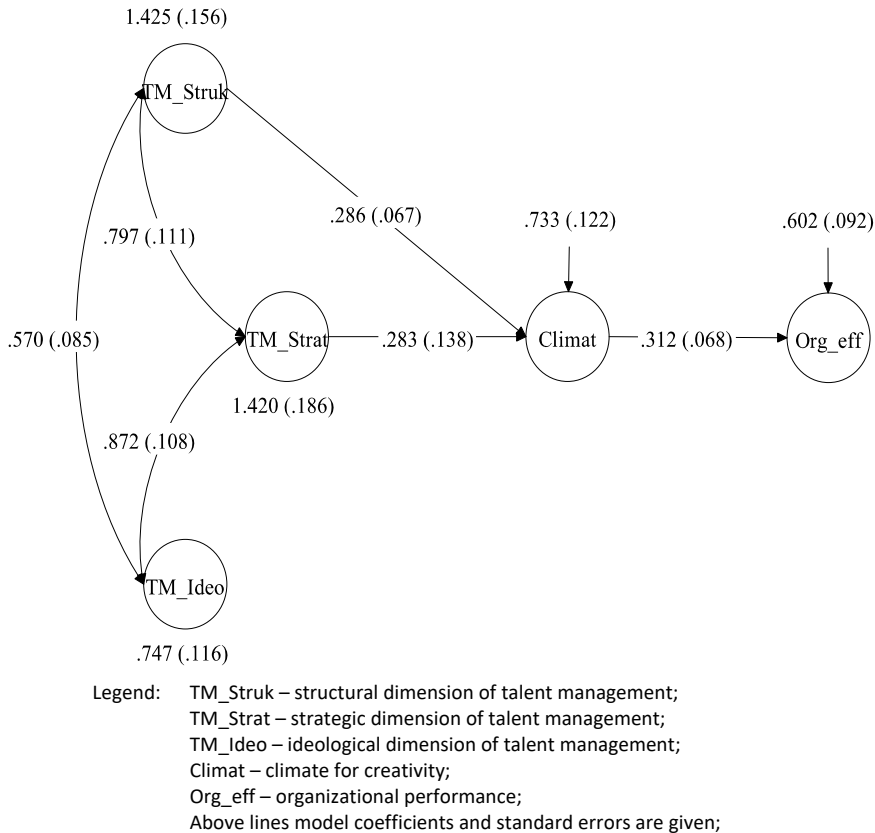 1.425 (.156)
TM_Struk
.286 (.067)
.733 (.122)
.602 (.092)
.797 (.111)
.570 (.085)
TM_Strat
.283 (.138)
Climat
.312 (.068)
Org_eff
1.420 (.186)
.872 (.108)
TM_Ideo
.747 (.116)
Legend: TM_Struk – structural dimension of talent management;
TM_Strat – strategic dimension of talent management;
TM_Ideo – ideological dimension of talent management;
Climat – climate for creativity;
Org_eff – organizational performance;
Above lines model coefficients and standard errors are given;